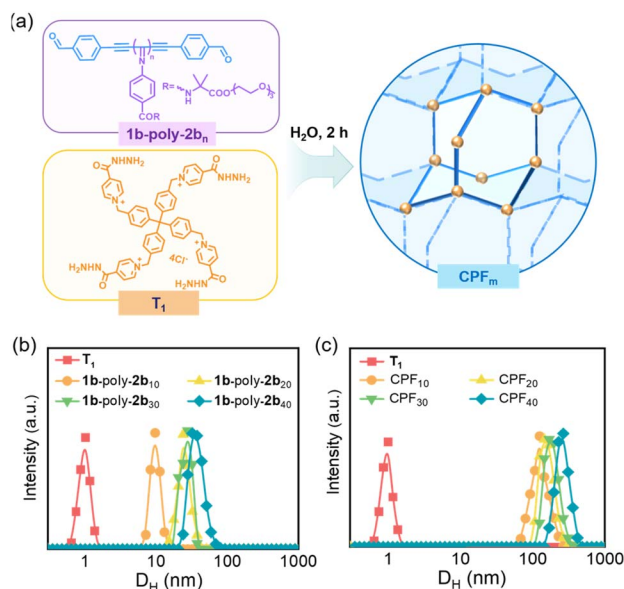 (a)
O
O
n
N
R=
N
H
COO
O
3
COR
1b-poly-2bn
H2O, 2 h
O
NHNH2
H2NHN
O
N+
N+
N+
N+
4Cl-
H2NHN
O
O
NHNH2
T1
CPFm
(b)
T1
1b-poly-2b10
1b-poly-2b20
1b-poly-2b30
1b-poly-2b40
Intensity (a.u.)
1 10 100 1000
DH (nm)
(c)
T1
CPF10
CPF20
CPF30
CPF40
Intensity (a.u.)
1 10 100 1000
DH (nm)